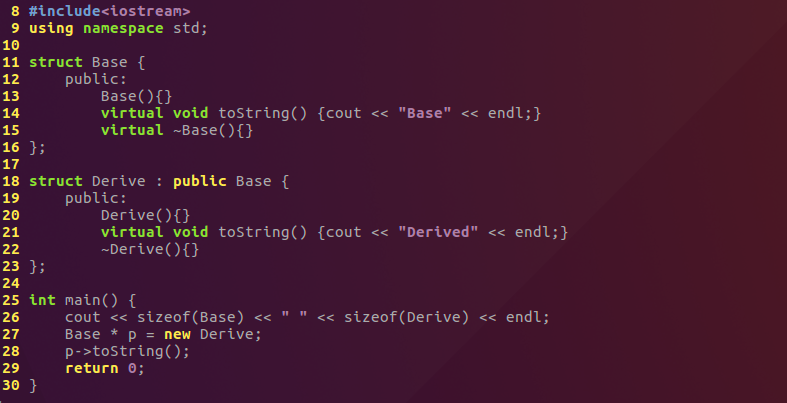 8 #include<iostream>
9 using namespace std;
10
11 struct Base {
12     public:
13         Base(){}
14         virtual void toString() {cout << "Base" << endl;}
15         virtual ~Base(){}
16 };
17
18 struct Derive : public Base {
19     public:
20         Derive(){}
21         virtual void toString() {cout << "Derived" << endl;}
22         ~Derive(){}
23 };
24
25 int main() {
26     cout << sizeof(Base) << " " << sizeof(Derive) << endl;
27     Base * p = new Derive;
28     p->toString();
29     return 0;
30 }